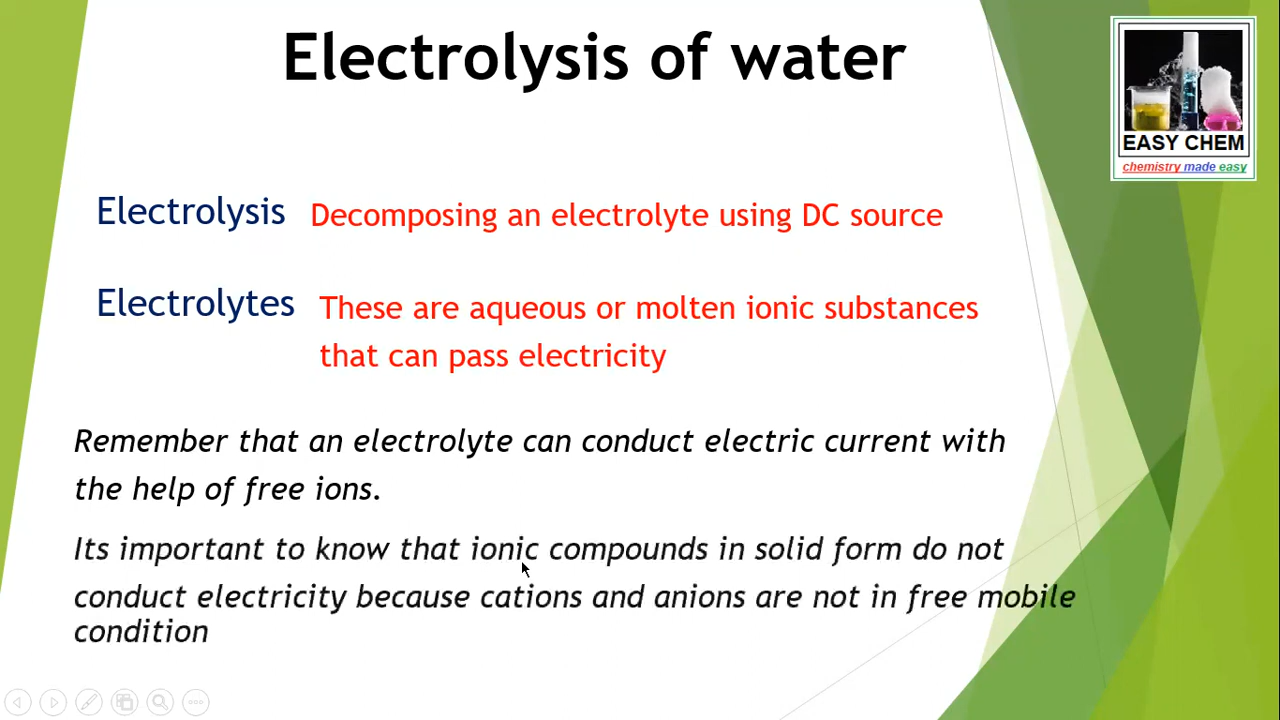 Electrolysis of water
EASY CHEM
chemistry made easy
Electrolysis Decomposing an electrolyte using DC source
Electrolytes These are aqueous or molten ionic substances
that can pass electricity
Remember that an electrolyte can conduct electric current with
the help of free ions.
Its important to know that ionic compounds in solid form do not
conduct electricity because cations and anions are not in free mobile
condition